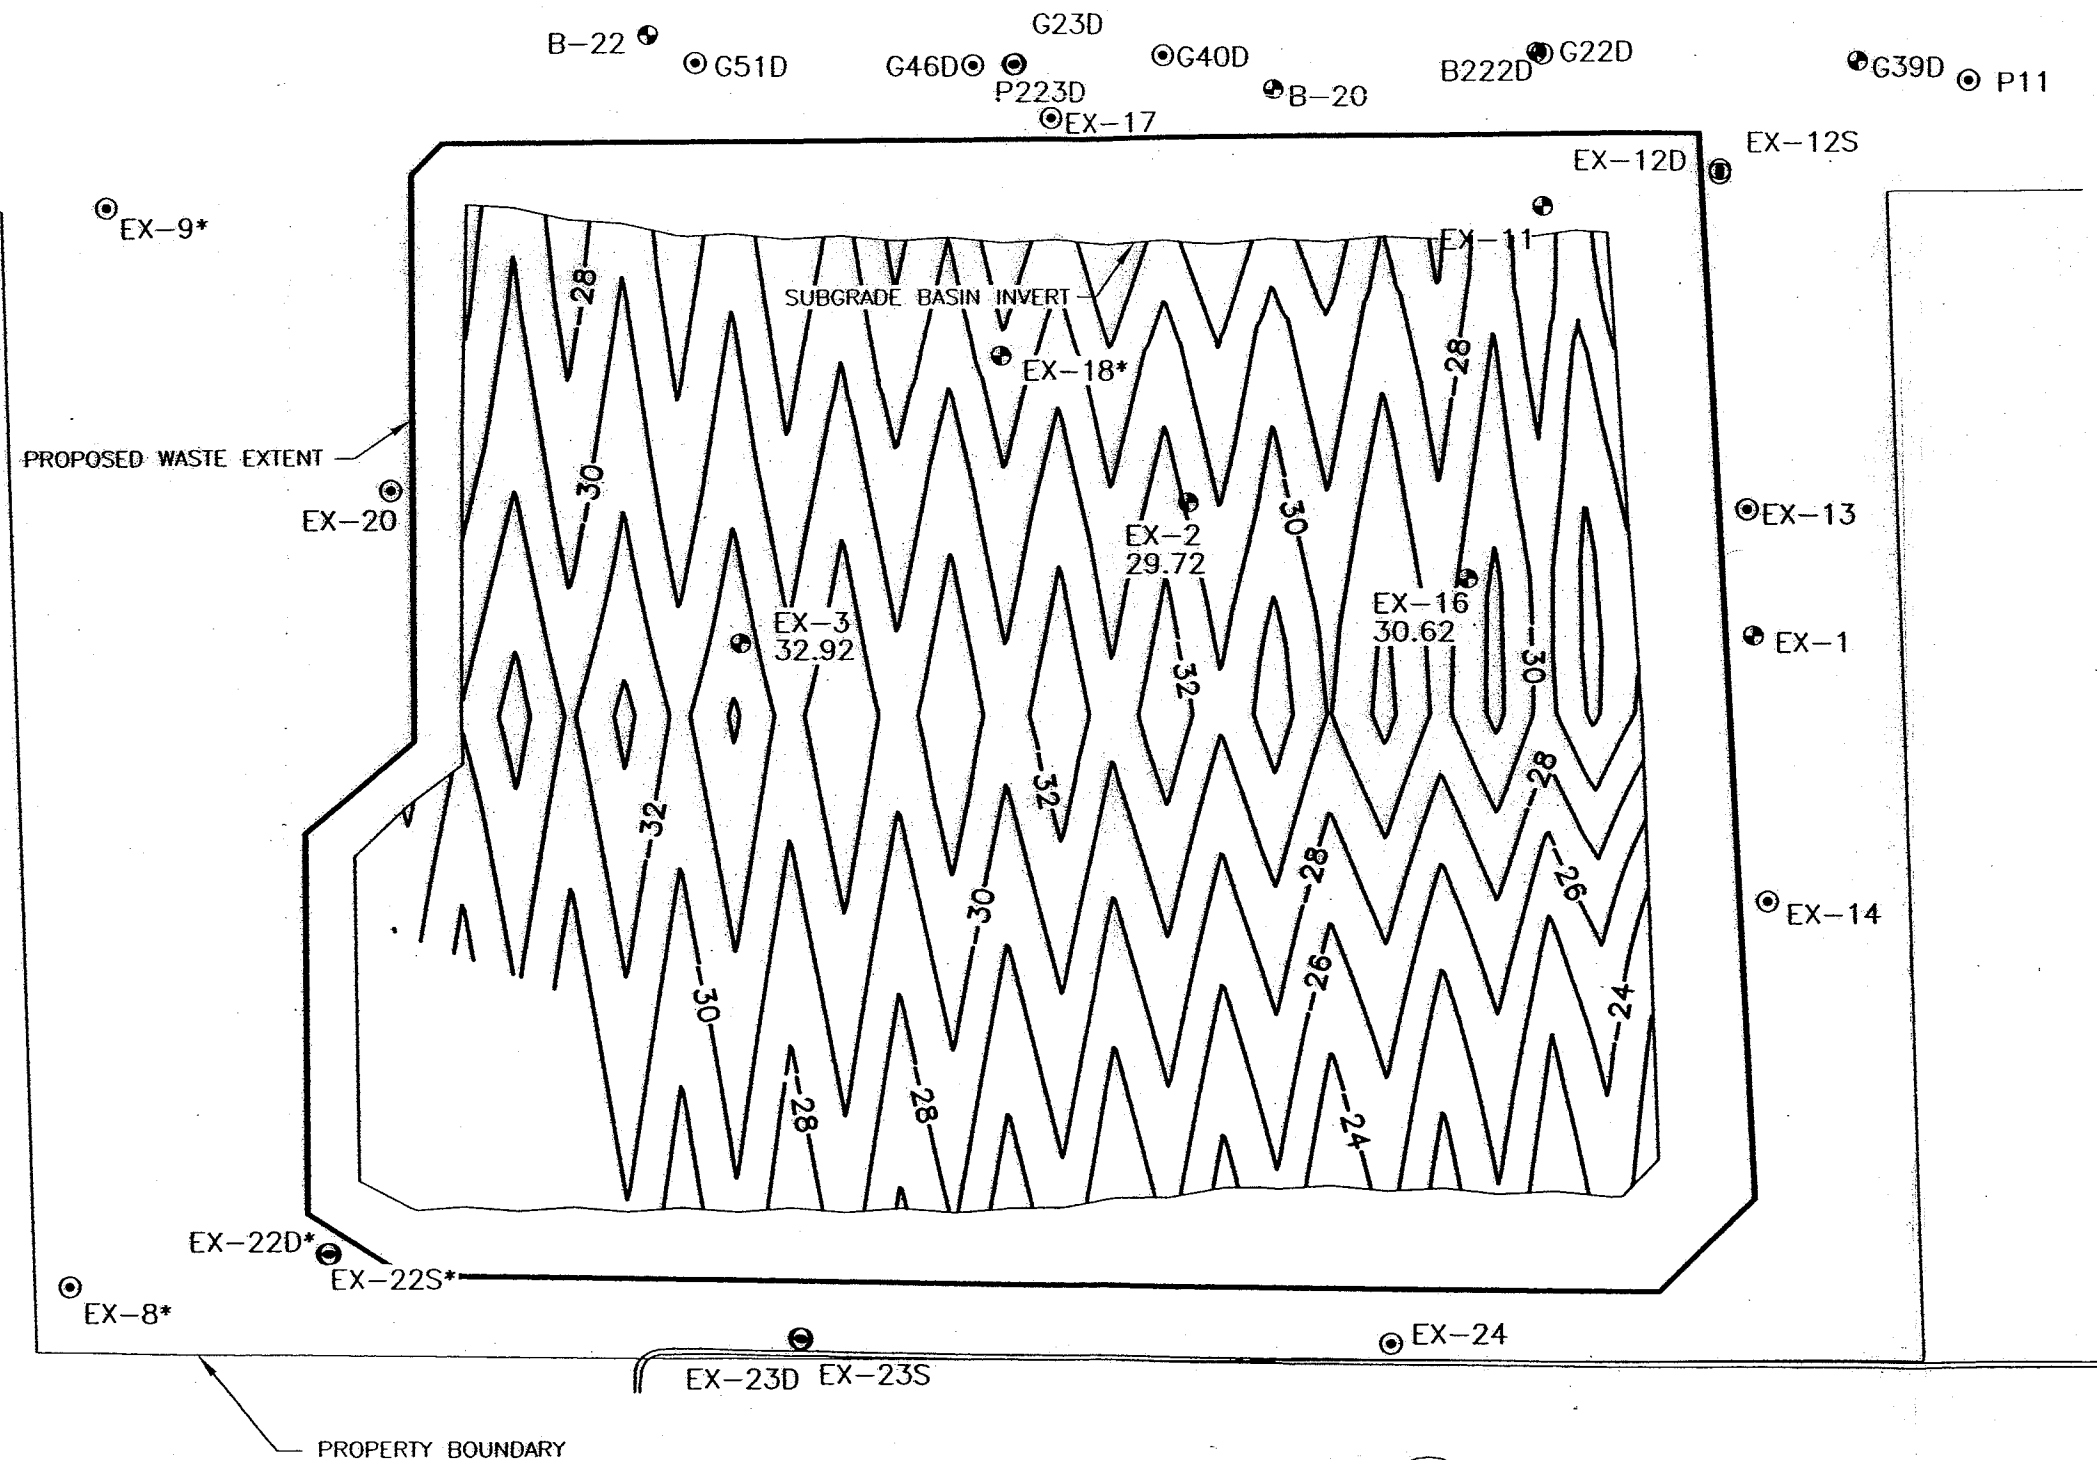 G23D
B-22
G51D
G46D
G40D
B222D
G22D
G39D
P11
P223D
B-20
EX-17
EX-12S
EX-12D
EX-9*
EX-11
-28
SUBGRADE BASIN INVERT
EX-18*
-28
PROPOSED WASTE EXTENT
-30
EX-20
-30
EX-13
EX-2
29.72
EX-16
30.62
EX-3
32.92
EX-1
-32
-30
-32
-32
-28
-28
-26
-30
EX-14
-30
-26
-24
-28
-28
-24
EX-22D*
EX-22S*
EX-8*
EX-24
EX-23D
EX-23S
PROPERTY BOUNDARY